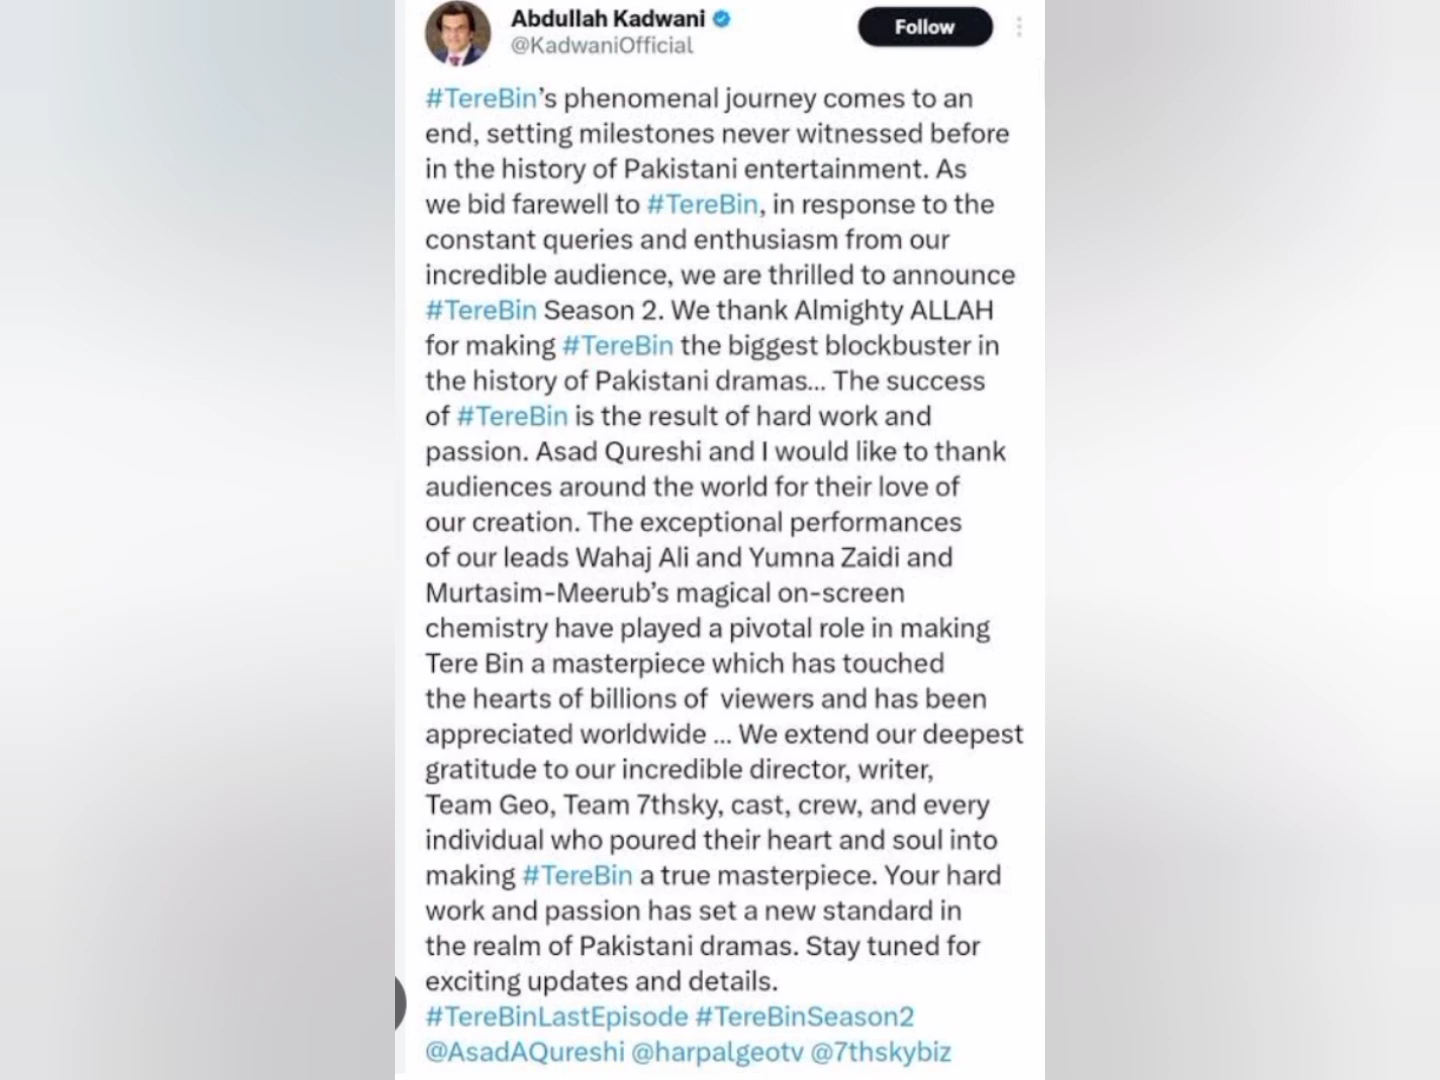 Abdullah Kadwani
Follow
@KadwaniOfficial
#TereBin's phenomenal journey comes to an
end, setting milestones never witnessed before
in the history of Pakistani entertainment. As
we bid farewell to #TereBin, in response to the
constant queries and enthusiasm from our
incredible audience, we are thrilled to announce
#TereBin Season 2. We thank Almighty ALLAH
for making #TereBin the biggest blockbuster in
the history of Pakistani dramas... The success
of #TereBin is the result of hard work and
passion. Asad Qureshi and I would like to thank
audiences around the world for their love of
our creation. The exceptional performances
of our leads Wahaj Ali and Yumna Zaidi and
Murtasim-Meerub's magical on-screen
chemistry have played a pivotal role in making
Tere Bin a masterpiece which has touched
the hearts of billions of  viewers and has been
appreciated worldwide ... We extend our deepest
gratitude to our incredible director, writer,
Team Geo, Team 7thsky, cast, crew, and every
individual who poured their heart and soul into
making #TereBin a true masterpiece. Your hard
work and passion has set a new standard in
the realm of Pakistani dramas. Stay tuned for
exciting updates and details.
#TereBinLastEpisode #TereBinSeason2
@AsadAQureshi @harpalgeotv @7thskybiz